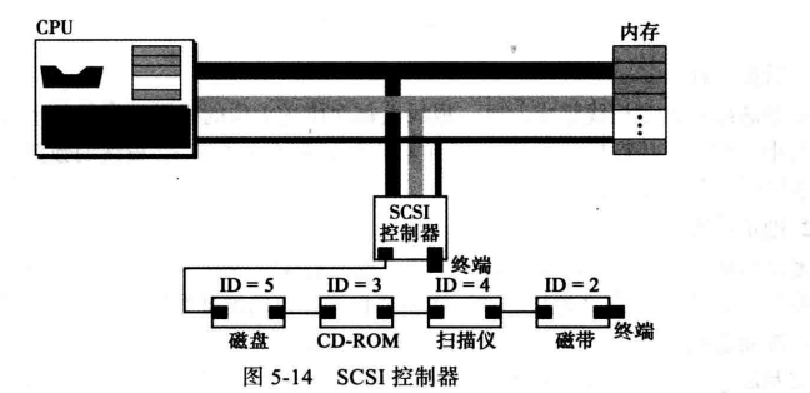 CPU
内存
SCSI
控制器
终端
ID = 5
ID = 3
ID = 4
ID = 2
磁盘
CD-ROM
扫描仪
磁带
终端
图 5-14 SCSI 控制器